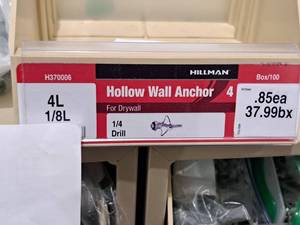 H370006
HILLMAN
Box/100
4L
1/8L
Hollow Wall Anchor 4
For Drywall
1/4
Drill
.85ea
37.99bx